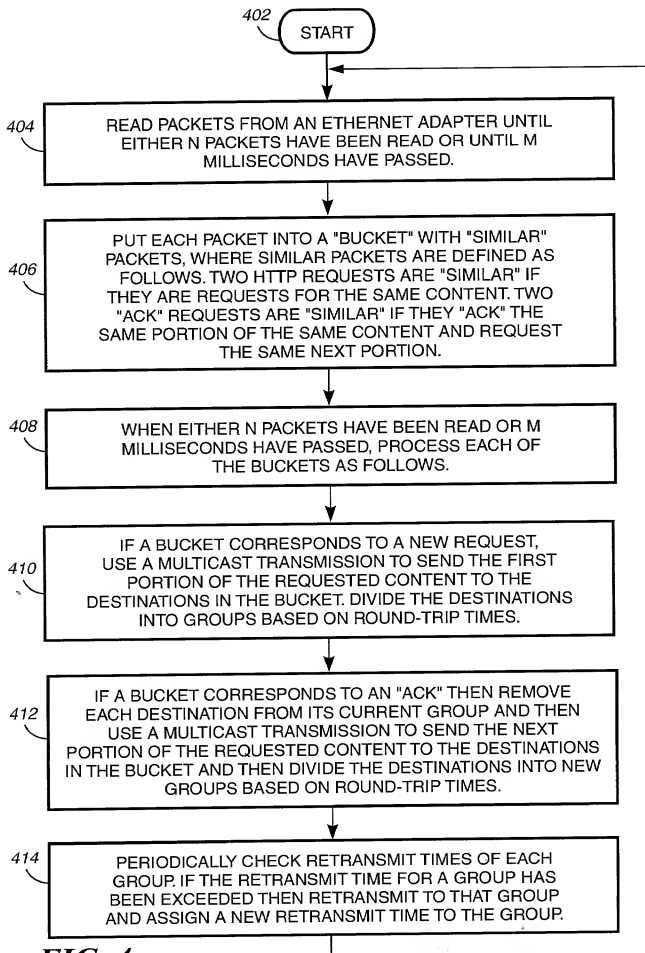 402
START
404
READ PACKETS FROM AN ETHERNET ADAPTER UNTIL
EITHER N PACKETS HAVE BEEN READ OR UNTIL M
MILLISECONDS HAVE PASSED.
406
PUT EACH PACKET INTO A "BUCKET" WITH "SIMILAR"
PACKETS, WHERE SIMILAR PACKETS ARE DEFINED AS
FOLLOWS. TWO HTTP REQUESTS ARE "SIMILAR" IF
THEY ARE REQUESTS FOR THE SAME CONTENT. TWO
"ACK" REQUESTS ARE "SIMILAR" IF THEY "ACK" THE
SAME PORTION OF THE SAME CONTENT AND REQUEST
THE SAME NEXT PORTION.
408
WHEN EITHER N PACKETS HAVE BEEN READ OR M
MILLISECONDS HAVE PASSED, PROCESS EACH OF
THE BUCKETS AS FOLLOWS.
410
IF A BUCKET CORRESPONDS TO A NEW REQUEST,
USE A MULTICAST TRANSMISSION TO SEND THE FIRST
PORTION OF THE REQUESTED CONTENT TO THE
DESTINATIONS IN THE BUCKET. DIVIDE THE DESTINATIONS
INTO GROUPS BASED ON ROUND-TRIP TIMES.
412
IF A BUCKET CORRESPONDS TO AN "ACK" THEN REMOVE
EACH DESTINATION FROM ITS CURRENT GROUP AND THEN
USE A MULTICAST TRANSMISSION TO SEND THE NEXT
PORTION OF THE REQUESTED CONTENT TO THE DESTINATIONS
IN THE BUCKET AND THEN DIVIDE THE DESTINATIONS INTO NEW
GROUPS BASED ON ROUND-TRIP TIMES.
414
PERIODICALLY CHECK RETRANSMIT TIMES OF EACH
GROUP. IF THE RETRANSMIT TIME FOR A GROUP HAS
BEEN EXCEEDED THEN RETRANSMIT TO THAT GROUP
AND ASSIGN A NEW RETRANSMIT TIME TO THE GROUP.